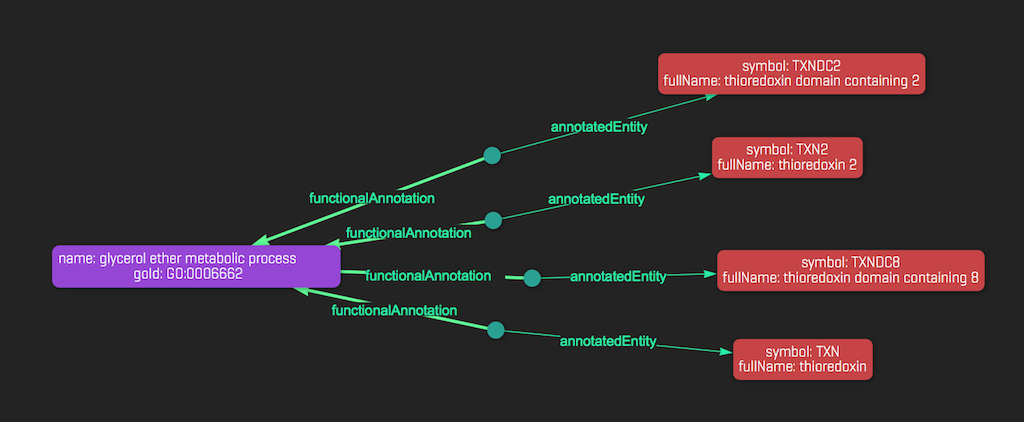 symbol: TXNDC2
fullName: thioredoxin domain containing 2
annotatedEntity
symbol: TXN2
fullName: thioredoxin 2
functionalAnnotation
annotatedEntity
functionalAnnotation
name: glycerol ether metabolic process
goId: GO:0006662
functionalAnnotation
annotatedEntity
symbol: TXNDC8
fullName: thioredoxin domain containing 8
functionalAnnotation
annotatedEntity
symbol: TXN
fullName: thioredoxin